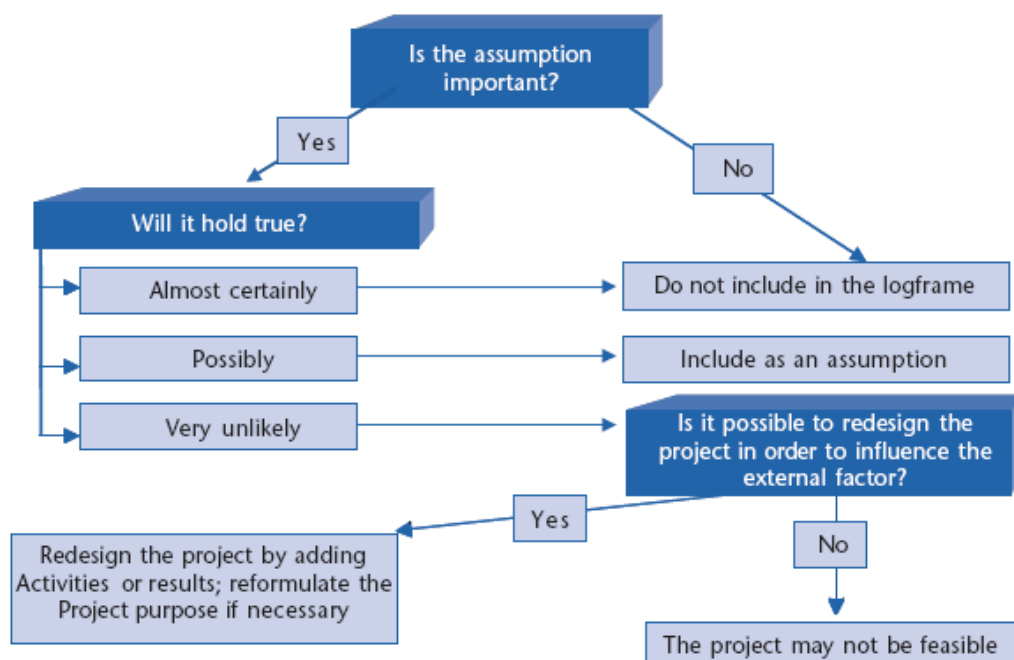 Is the assumption
important?
Yes
No
Will it hold true?
Almost certainly
Do not include in the logframe
Possibly
Include as an assumption
Very unlikely
Is it possible to redesign the
project in order to influence the
external factor?
Yes
No
Redesign the project by adding
Activities or results; reformulate the
Project purpose if necessary
The project may not be feasible